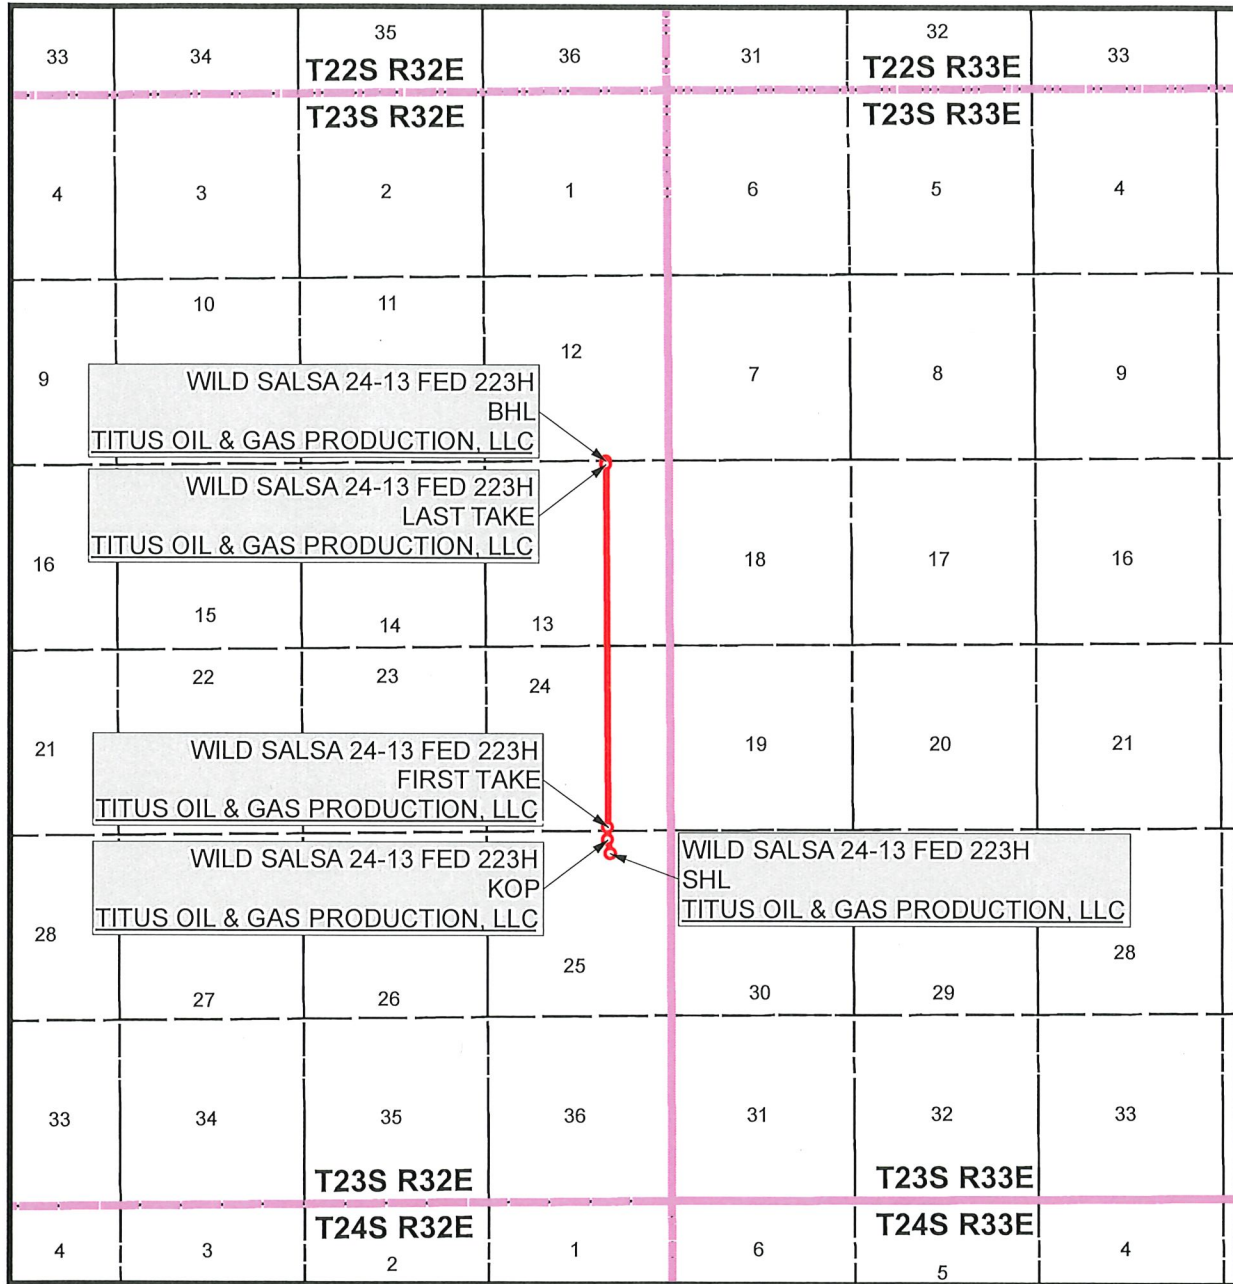 33
34
35
36
31
32
33
T22S R32E
T22S R33E
T23S R32E
T23S R33E
4
3
2
1
6
5
4
10
11
12
9
7
8
9
WILD SALSA 24-13 FED 223H
BHL
TITUS OIL & GAS PRODUCTION, LLC
WILD SALSA 24-13 FED 223H
LAST TAKE
TITUS OIL & GAS PRODUCTION, LLC
16
18
17
16
15
14
13
22
23
24
21
19
20
21
WILD SALSA 24-13 FED 223H
FIRST TAKE
TITUS OIL & GAS PRODUCTION, LLC
WILD SALSA 24-13 FED 223H
KOP
TITUS OIL & GAS PRODUCTION, LLC
WILD SALSA 24-13 FED 223H
SHL
TITUS OIL & GAS PRODUCTION, LLC
28
25
28
27
26
30
29
33
34
35
36
31
32
33
T23S R32E
T23S R33E
T24S R32E
T24S R33E
4
3
2
1
6
5
4